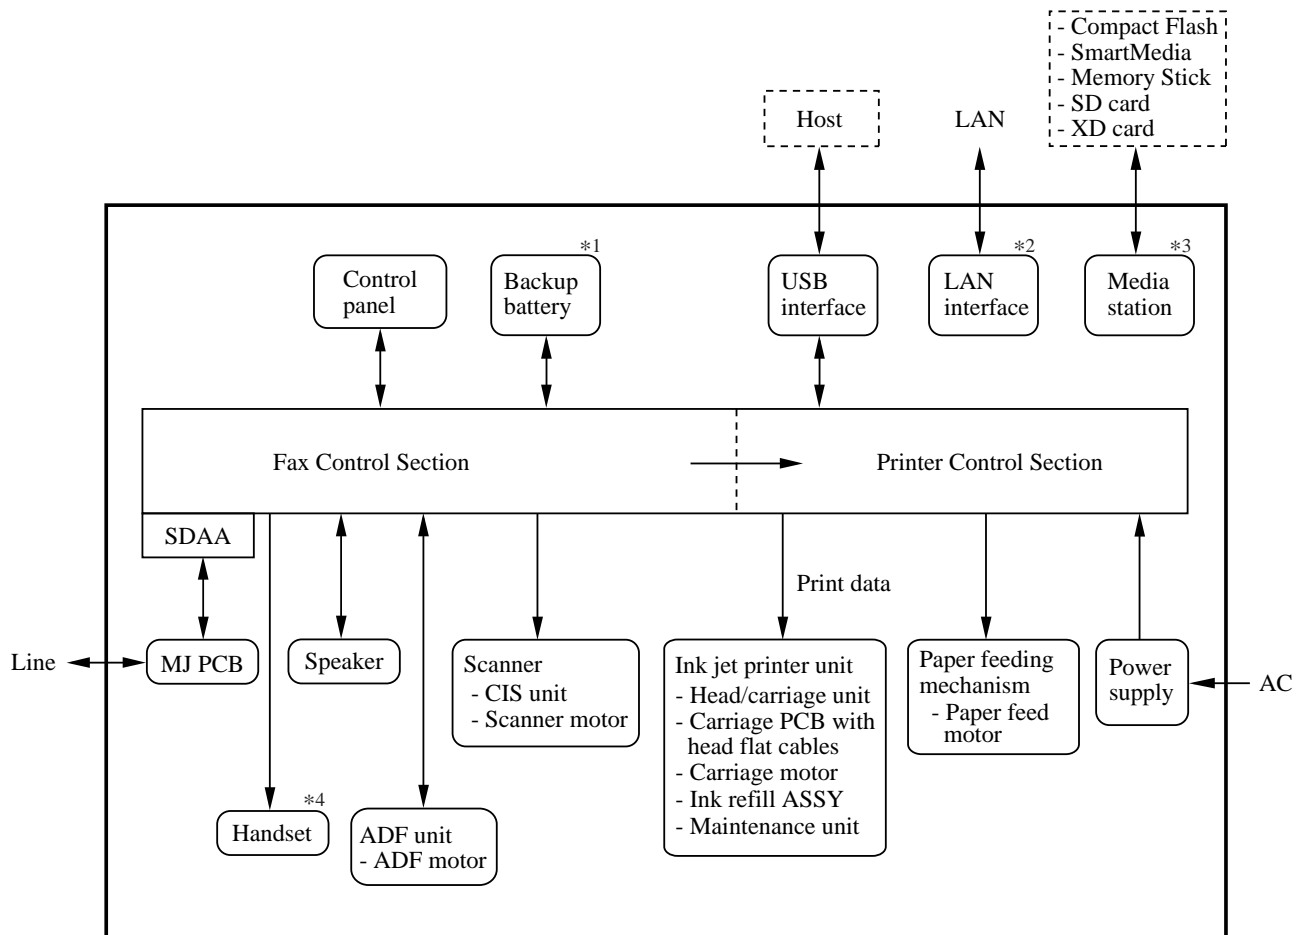 - Compact Flash
- SmartMedia
- Memory Stick
- SD card
- XD card
Host
LAN
*1
*2
*3
Control
panel
Backup
battery
USB
interface
LAN
interface
Media
station
Fax Control Section
Printer Control Section
SDAA
Print data
Line
MJ PCB
Speaker
Scanner
- CIS unit
- Scanner motor
Ink jet printer unit
- Head/carriage unit
- Carriage PCB with
head flat cables
- Carriage motor
- Ink refill ASSY
- Maintenance unit
Paper feeding
mechanism
- Paper feed
motor
Power
supply
AC
*4
Handset
ADF unit
- ADF motor